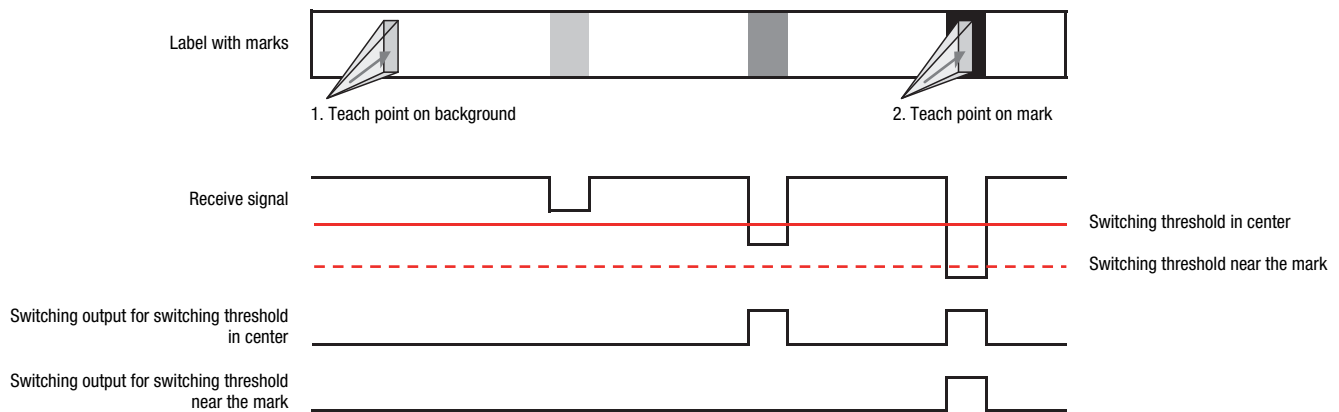 Label with marks
1. Teach point on background
2. Teach point on mark
Receive signal
Switching threshold in center
Switching threshold near the mark
Switching output for switching threshold
in center
Switching output for switching threshold
near the mark